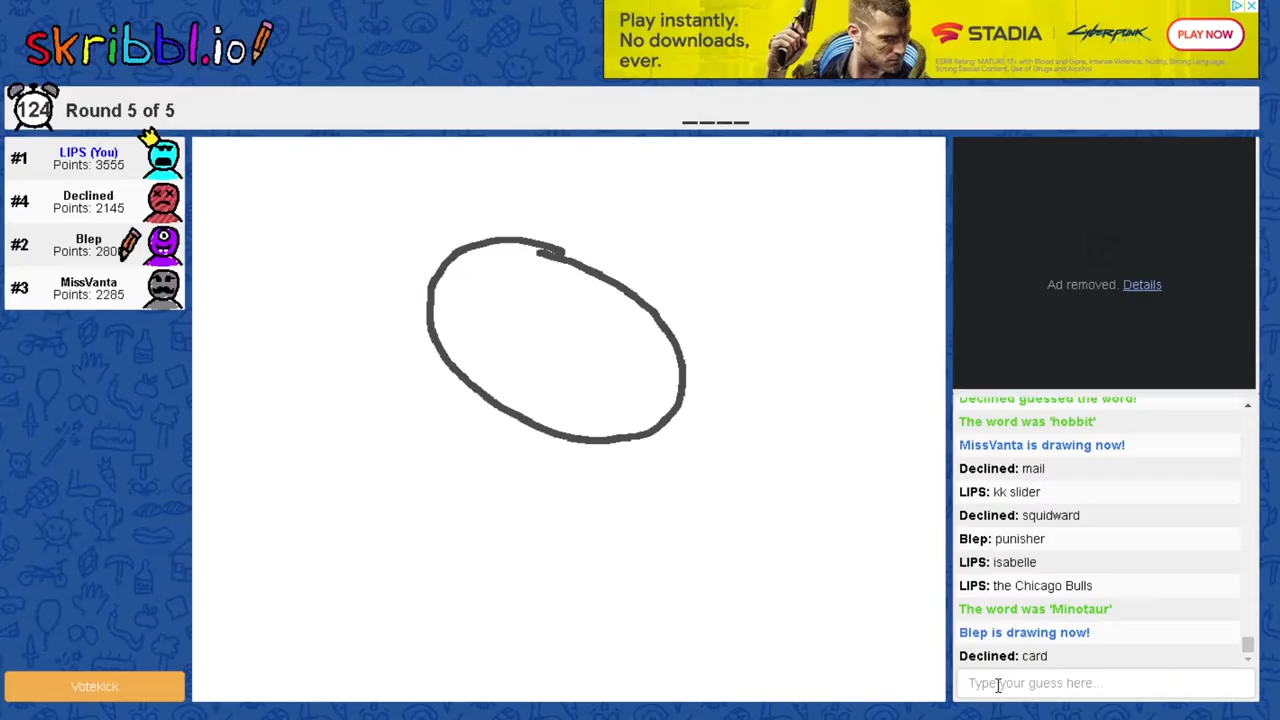 skribbl.io
Play instantly.
No downloads,
ever.
STADIA
CYBERPUNK
PLAY NOW
124
Round 5 of 5
_ _ _ _
#1
LIPS (You)
Points: 3555
#4
Declined
Points: 2145
#2
Blep
Points: 280
#3
MissVanta
Points: 2285
Votekick
Ad removed. Details
Declined guessed the word!
The word was 'hobbit'
MissVanta is drawing now!
Declined: mail
LIPS: kk slider
Declined: squidward
Blep: punisher
LIPS: isabelle
LIPS: the Chicago Bulls
The word was 'Minotaur'
Blep is drawing now!
Declined: card
Type your guess here...